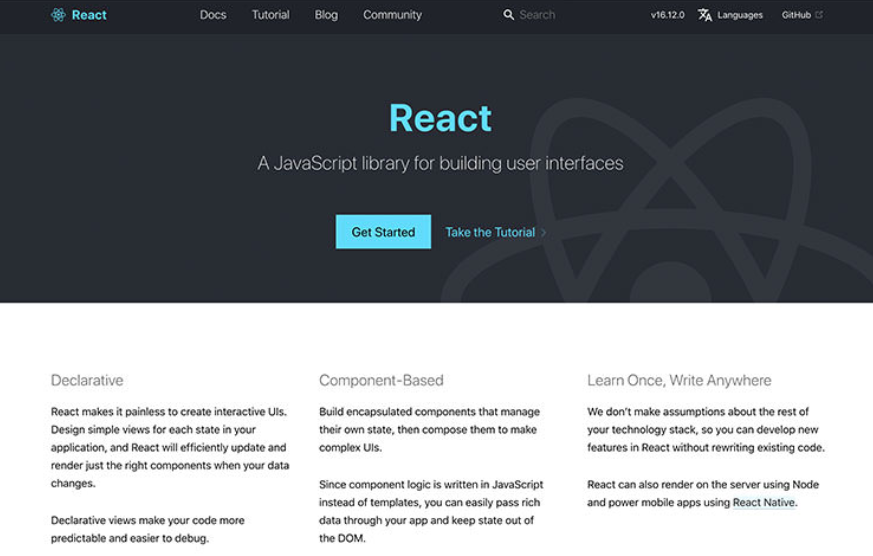 React Docs Tutorial Blog Community Search v16.12.0 Languages GitHub
React
A JavaScript library for building user interfaces
Get Started Take the Tutorial
Declarative
React makes it painless to create interactive UIs.
Design simple views for each state in your
application, and React will efficiently update and
render just the right components when your data
changes.
Declarative views make your code more
predictable and easier to debug.
Component-Based
Build encapsulated components that manage
their own state, then compose them to make
complex UIs.
Since component logic is written in JavaScript
instead of templates, you can easily pass rich
data through your app and keep state out of
the DOM.
Learn Once, Write Anywhere
We don't make assumptions about the rest of
your technology stack, so you can develop new
features in React without rewriting existing code.
React can also render on the server using Node
and power mobile apps using React Native.